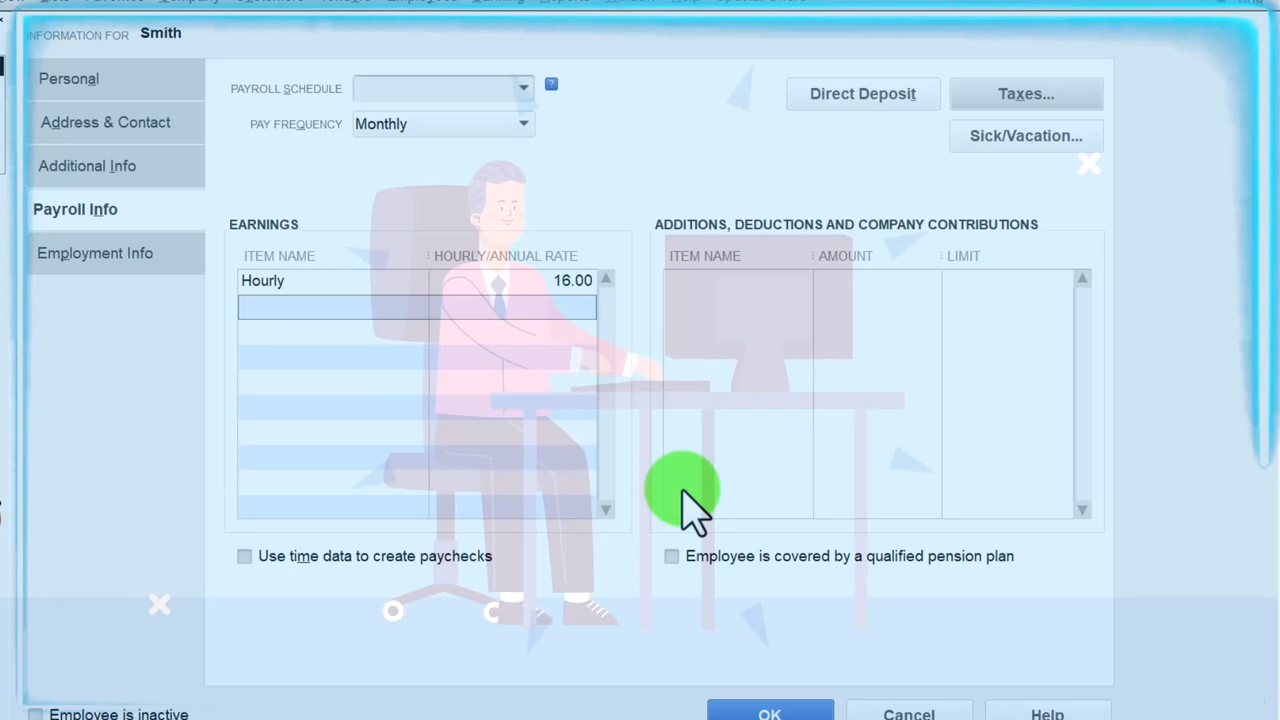 INFORMATION FOR Smith
Personal
Address & Contact
Additional Info
Payroll Info
Employment Info
PAYROLL SCHEDULE ?
PAY FREQUENCY Monthly
Direct Deposit
Taxes...
Sick/Vacation...
EARNINGS
ITEM NAME HOURLY/ANNUAL RATE
Hourly 16.00
Use time data to create paychecks
ADDITIONS, DEDUCTIONS AND COMPANY CONTRIBUTIONS
ITEM NAME AMOUNT LIMIT
Employee is covered by a qualified pension plan
Employee is inactive
OK Cancel Help